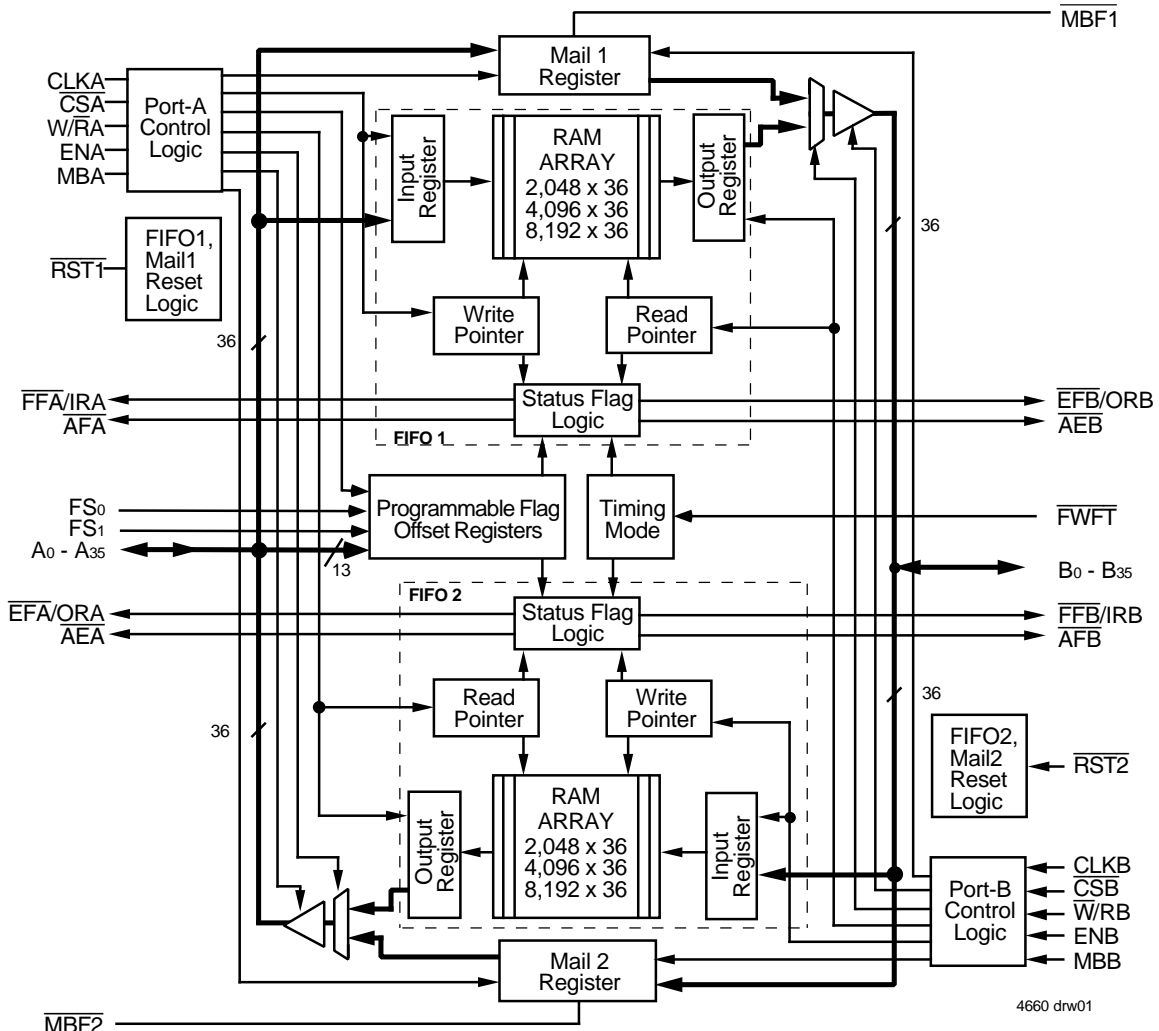 MBF1
Mail 1
Register
CLKA
CSA
W/RA
ENA
MBA
Port-A
Control
Logic
RST1
FIFO1,
Mail1
Reset
Logic
Input
Register
RAM
ARRAY
2,048 x 36
4,096 x 36
8,192 x 36
Output
Register
36
Write
Pointer
Read
Pointer
36
FFA/IRA
AFA
Status Flag
Logic
EFB/ORB
AEB
FIFO 1
FS0
FS1
A0 - A35
Programmable Flag
Offset Registers
13
Timing
Mode
FWFT
B0 - B35
FIFO 2
EFA/ORA
AEA
Status Flag
Logic
FFB/IRB
AFB
Read
Pointer
Write
Pointer
36
36
FIFO2,
Mail2
Reset
Logic
RST2
Output
Register
RAM
ARRAY
2,048 x 36
4,096 x 36
8,192 x 36
Input
Register
Port-B
Control
Logic
CLKB
CSB
W/RB
ENB
MBB
Mail 2
Register
MBF2
4660 drw01